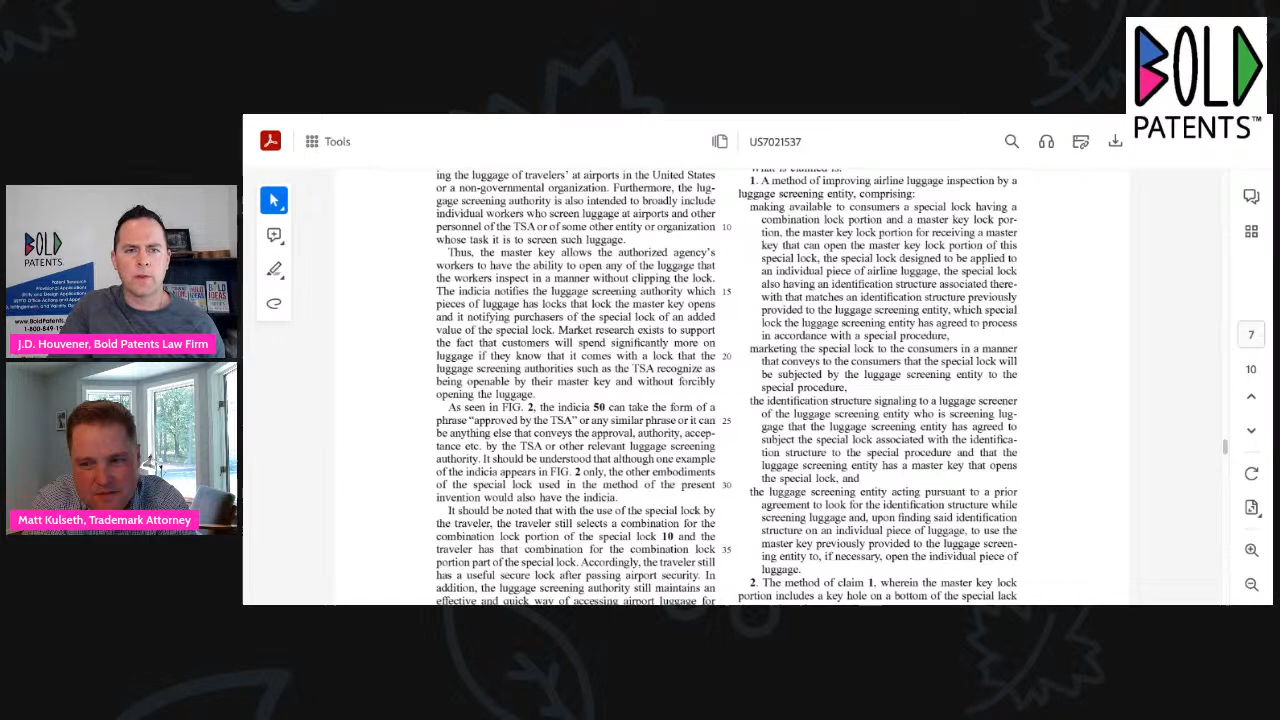 BOLD
PATENTS™
Tools
US7021537
ing the luggage of travelers' at airports in the United States
or a non-governmental organization. Furthermore, the lug-
gage screening authority is also intended to broadly include
individual workers who screen luggage at airports and other
personnel of the TSA or of some other entity or organization 10
whose task it is to screen such luggage.
Thus, the master key allows the authorized agency's
workers to have the ability to open any of the luggage that
the workers inspect in a manner without clipping the lock.
The indicia notifies the luggage screening authority which 15
pieces of luggage has locks that lock the master key opens
and it notifying purchasers of the special lock of an added
value of the special lock. Market research exists to support
the fact that customers will spend significantly more on
luggage if they know that it comes with a lock that the 20
luggage screening authorities such as the TSA recognize as
being openable by their master key and without forcibly
opening the luggage.
As seen in FIG. 2, the indicia 50 can take the form of a
phrase “approved by the TSA” or any similar phrase or it can 25
be anything else that conveys the approval, authority, accep-
tance etc. by the TSA or other relevant luggage screening
authority. It should be understood that although one example
of the indicia appears in FIG. 2 only, the other embodiments
of the special lock used in the method of the present 30
invention would also have the indicia.
It should be noted that with the use of the special lock by
the traveler, the traveler still selects a combination for the
combination lock portion of the special lock 10 and the
traveler has that combination for the combination lock 35
portion part of the special lock. Accordingly, the traveler still
has a useful secure lock after passing airport security. In
addition, the luggage screening authority still maintains an
effective and quick way of accessing airport luggage for
What is claimed is:
1. A method of improving airline luggage inspection by a
luggage screening entity, comprising:
making available to consumers a special lock having a
combination lock portion and a master key lock por-
tion, the master key lock portion for receiving a master
key that can open the master key lock portion of this
special lock, the special lock designed to be applied to
an individual piece of airline luggage, the special lock
also having an identification structure associated there-
with that matches an identification structure previously
provided to the luggage screening entity, which special
lock the luggage screening entity has agreed to process
in accordance with a special procedure,
marketing the special lock to the consumers in a manner
that conveys to the consumers that the special lock will
be subjected by the luggage screening entity to the
special procedure,
the identification structure signaling to a luggage screener
of the luggage screening entity who is screening lug-
gage that the luggage screening entity has agreed to
subject the special lock associated with the identifica-
tion structure to the special procedure and that the
luggage screening entity has a master key that opens
the special lock, and
the luggage screening entity acting pursuant to a prior
agreement to look for the identification structure while
screening luggage and, upon finding said identification
structure on an individual piece of luggage, to use the
master key previously provided to the luggage screen-
ing entity to, if necessary, open the individual piece of
luggage.
2. The method of claim 1, wherein the master key lock
portion includes a key hole on a bottom of the special lack
7
10
BOLD
PATENTS.
J.D. Houvener, Bold Patents Law Firm
Matt Kulseth, Trademark Attorney